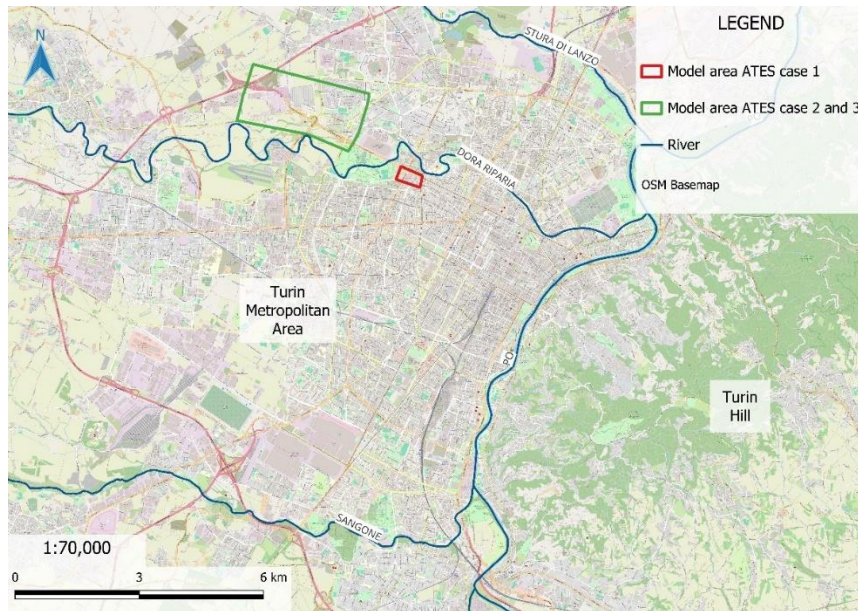 N
STURA DI LANZO
LEGEND
Model area ATES case 1
Model area ATES case 2 and 3
River
OSM Basemap
DORA RIPARIA
Turin
Metropolitan
Area
PO
Turin
Hill
SANGONE
1:70,000
0 3 6 km